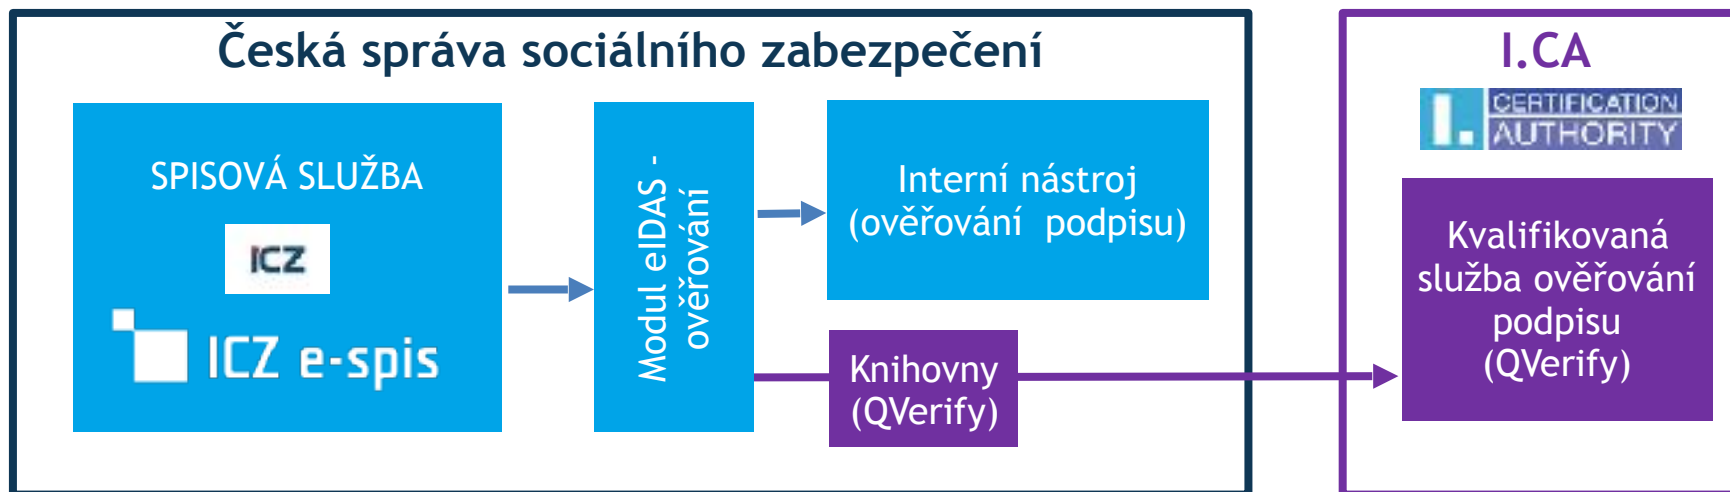 Česká správa sociálního zabezpečení
SPISOVÁ SLUŽBA
ICZ
ICZ e-spis
Modul eIDAS -
ověřování
Interní nástroj
(ověřování podpisu)
Knihovny
(QVerify)
I.CA
I.
CERTIFICATION
AUTHORITY
Kvalifikovaná
služba ověřování
podpisu
(QVerify)